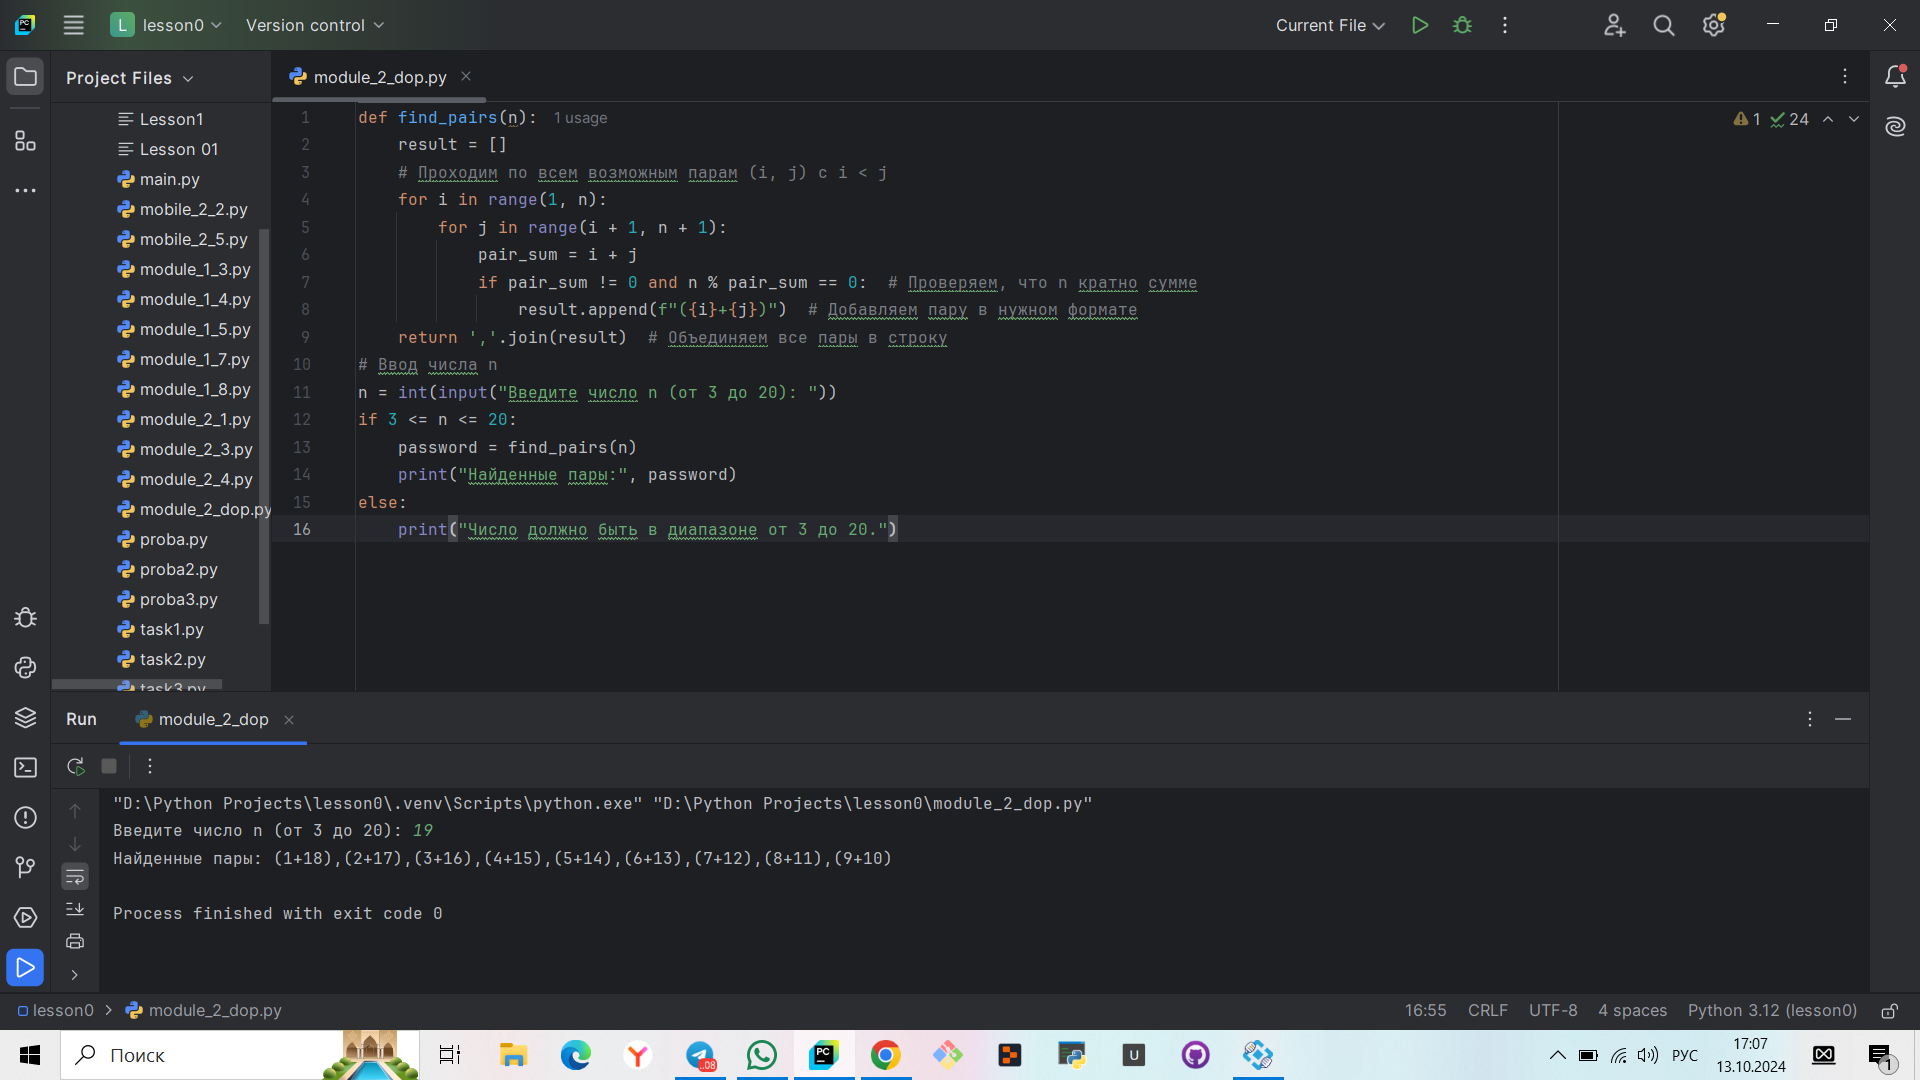 L lesson0 Version control Current File
Project Files
module_2_dop.py
Lesson1
Lesson 01
main.py
mobile_2_2.py
mobile_2_5.py
module_1_3.py
module_1_4.py
module_1_5.py
module_1_7.py
module_1_8.py
module_2_1.py
module_2_3.py
module_2_4.py
module_2_dop.py
proba.py
proba2.py
proba3.py
task1.py
task2.py
task3.py
1 def find_pairs(n): 1 usage
2 result = []
3 # Проходим по всем возможным парам (i, j) с i < j
4 for i in range(1, n):
5 for j in range(i + 1, n + 1):
6 pair_sum = i + j
7 if pair_sum != 0 and n % pair_sum == 0: # Проверяем, что n кратно сумме
8 result.append(f"({i}+{j})") # Добавляем пару в нужном формате
9 return ','.join(result) # Объединяем все пары в строку
10 # Ввод числа n
11 n = int(input("Введите число n (от 3 до 20): "))
12 if 3 <= n <= 20:
13 password = find_pairs(n)
14 print("Найденные пары:", password)
15 else:
16 print("Число должно быть в диапазоне от 3 до 20.")
1 24
Run module_2_dop
"D:\Python Projects\lesson0\.venv\Scripts\python.exe" "D:\Python Projects\lesson0\module_2_dop.py"
Введите число n (от 3 до 20): 19
Найденные пары: (1+18),(2+17),(3+16),(4+15),(5+14),(6+13),(7+12),(8+11),(9+10)
Process finished with exit code 0
lesson0 > module_2_dop.py
16:55 CRLF UTF-8 4 spaces Python 3.12 (lesson0)
Поиск
РУС
17:07
13.10.2024
1